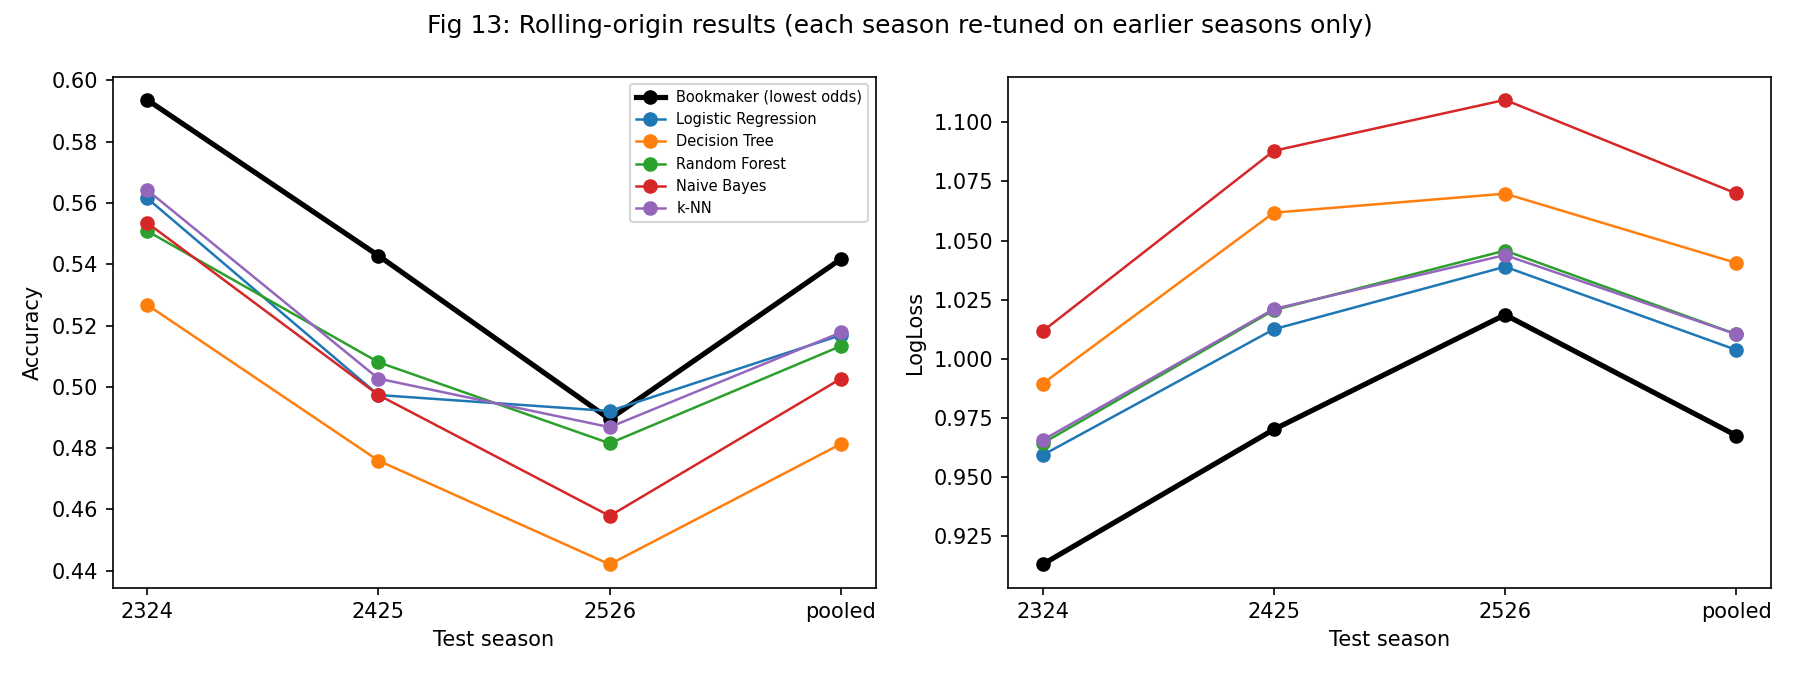 Fig 13: Rolling-origin results (each season re-tuned on earlier seasons only)
0.60
0.58
0.56
0.54
0.52
0.50
0.48
0.46
0.44
Accuracy
Bookmaker (lowest odds)
Logistic Regression
Decision Tree
Random Forest
Naive Bayes
k-NN
2324 2425 2526 pooled
Test season
1.100
1.075
1.050
1.025
1.000
0.975
0.950
0.925
LogLoss
2324 2425 2526 pooled
Test season